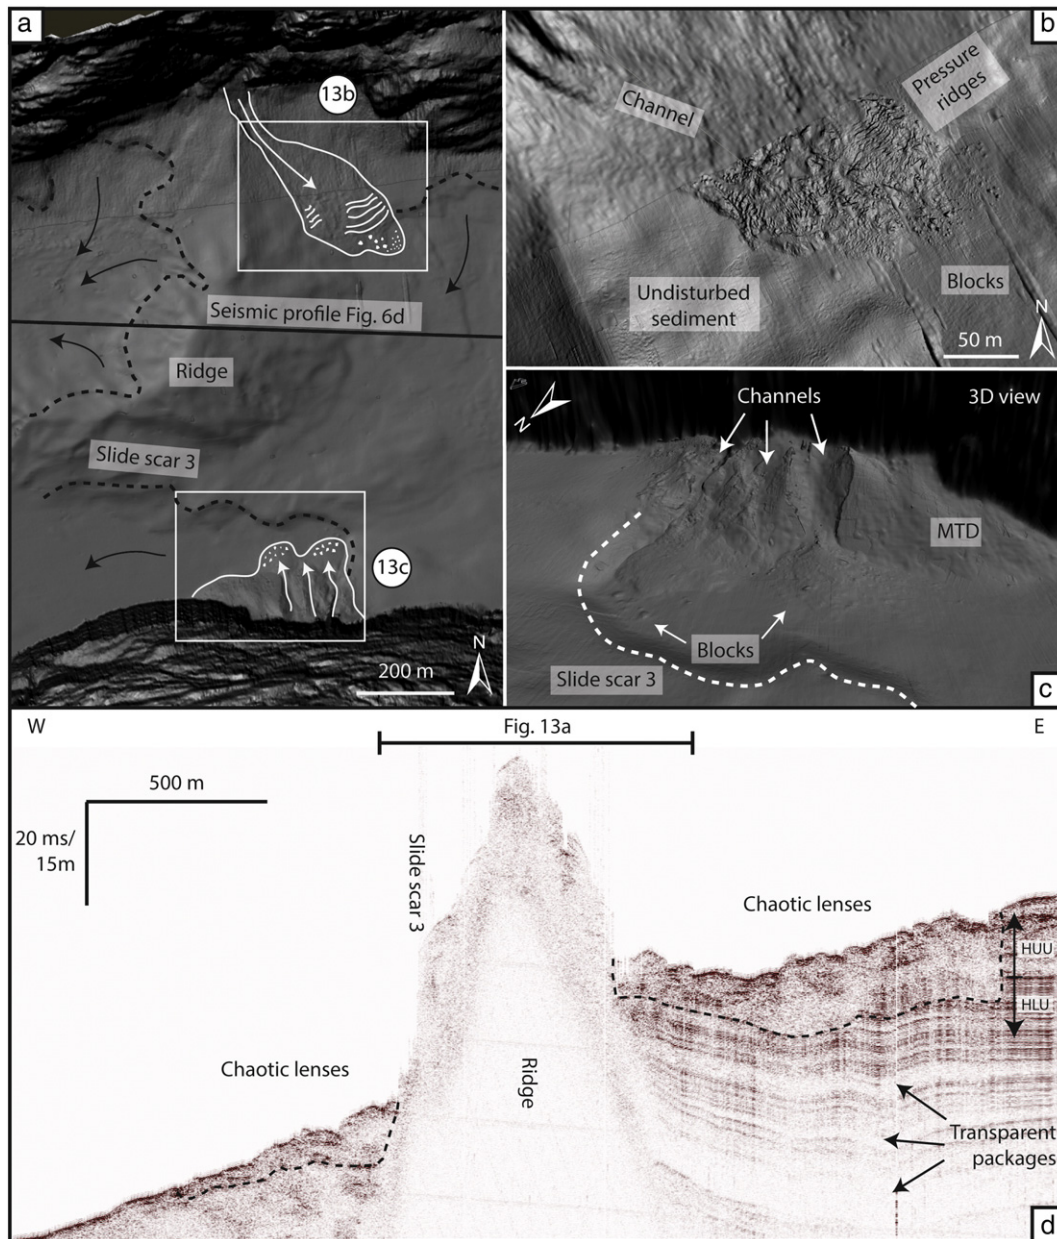 a
13b
Seismic profile Fig. 6d
Ridge
Slide scar 3
13c
N
200 m
b
Channel
Pressure
ridges
Undisturbed
sediment
Blocks
N
50 m
N
Channels
3D view
MTD
Blocks
Slide scar 3
c
W
Fig. 13a
E
500 m
20 ms/
15m
Slide scar 3
Chaotic lenses
HUU
HLU
Chaotic lenses
Ridge
Transparent
packages
d